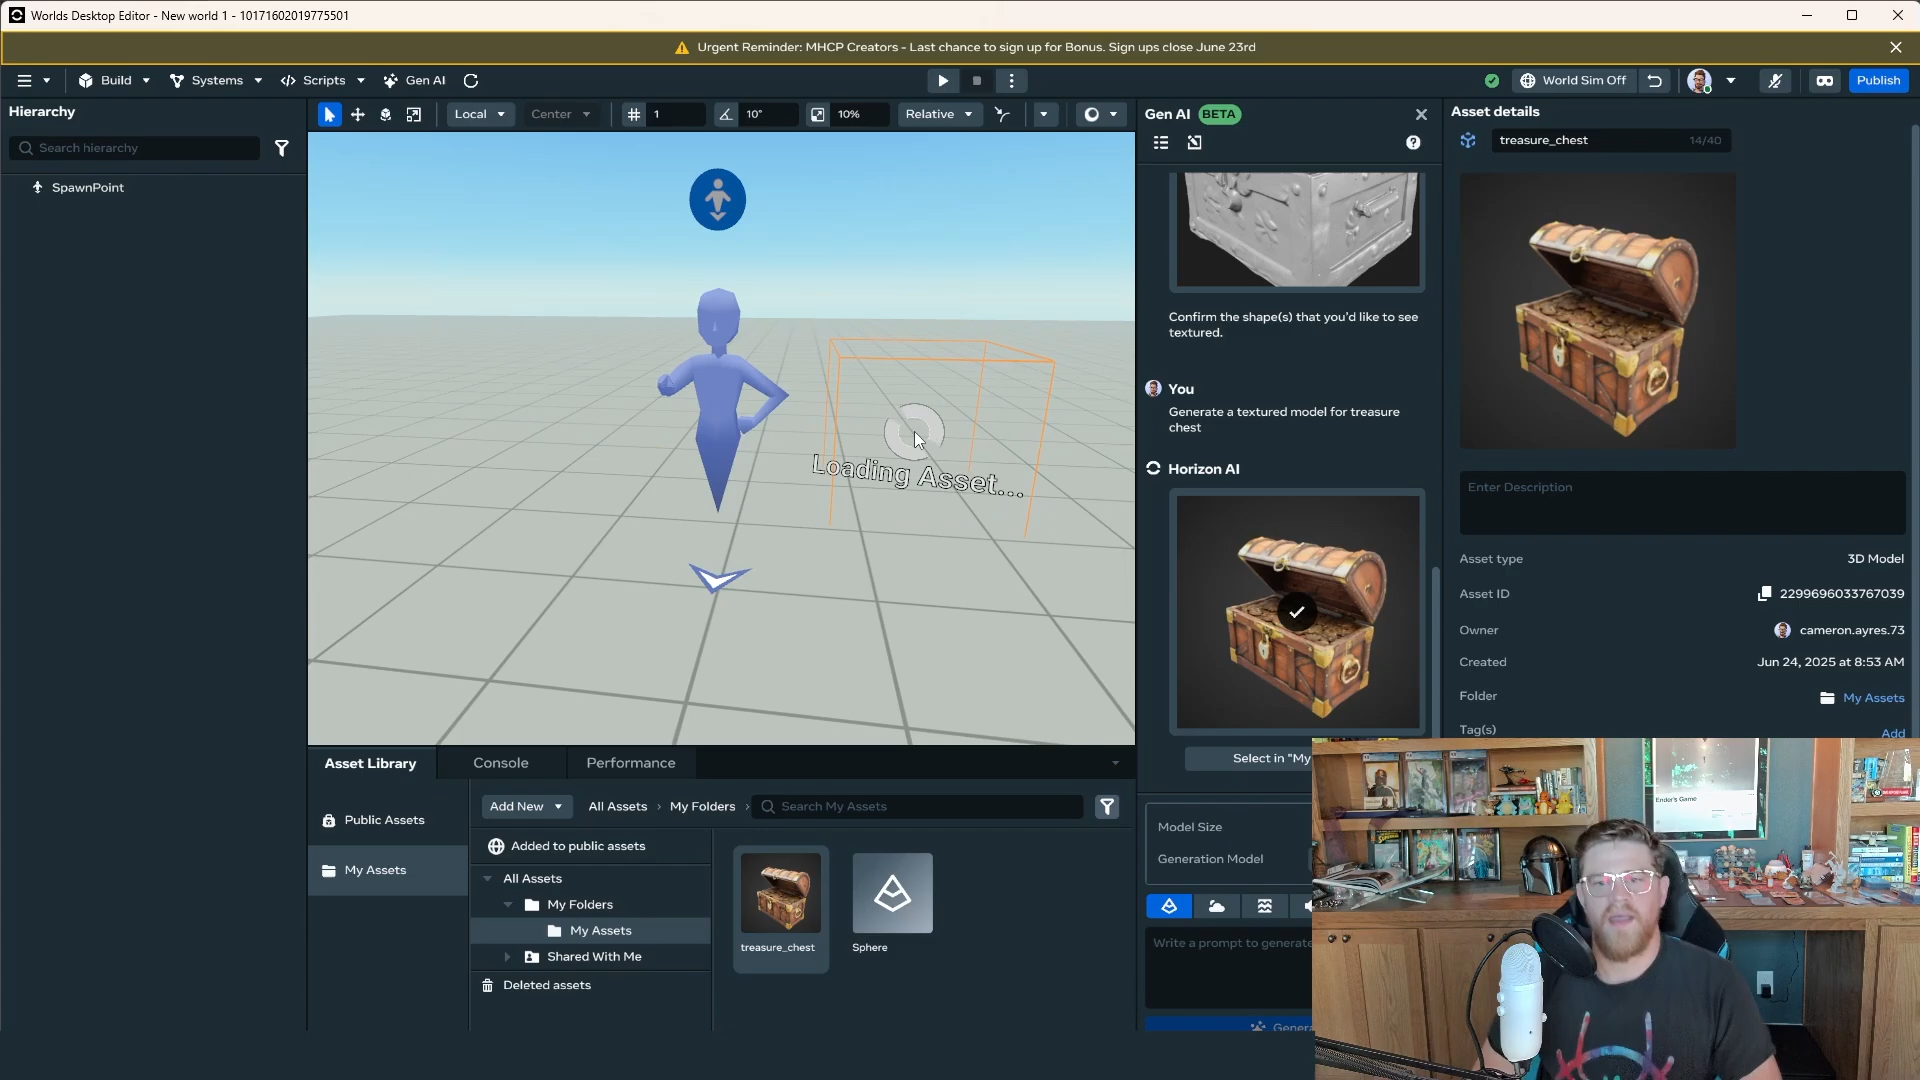 Worlds Desktop Editor - New world 1 - 10171602019775501
Urgent Reminder: MHCP Creators - Last chance to sign up for Bonus. Sign ups close June 23rd
Build
Systems
Scripts
Gen AI
World Sim Off
Publish
Hierarchy
Search hierarchy
SpawnPoint
Local
Center
1
10°
10%
Relative
Loading Asset...
Gen AI BETA
Confirm the shape(s) that you'd like to see
textured.
You
Generate a textured model for treasure
chest
Horizon AI
Select in "My
Model Size
Generation Model
Write a prompt to generate
Genera
Asset details
treasure_chest 14/40
Enter Description
Asset type 3D Model
Asset ID 2299696033767039
Owner cameron.ayres.73
Created Jun 24, 2025 at 8:53 AM
Folder My Assets
Tag(s) Add
Asset Library
Console
Performance
Public Assets
My Assets
Add New
All Assets › My Folders ›
Search My Assets
Added to public assets
All Assets
My Folders
My Assets
Shared With Me
Deleted assets
treasure_chest
Sphere
Ender's Game